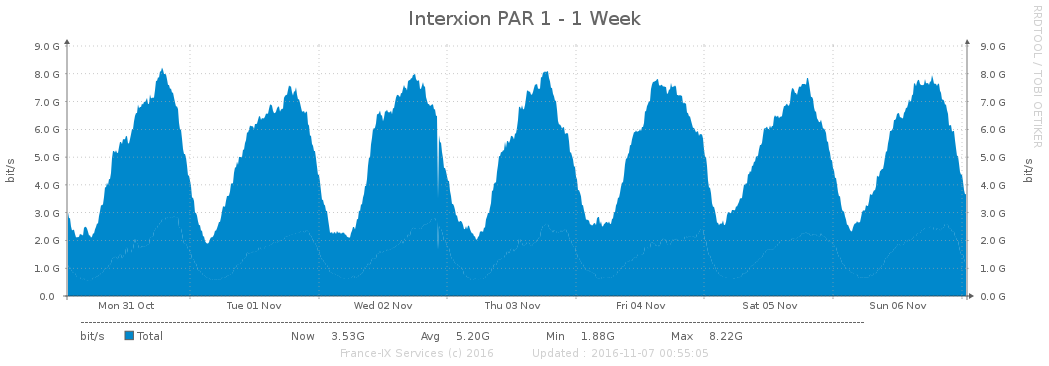 Interxion PAR 1 - 1 Week
RRDTOOL / TOBI OETIKER
bit/s
9.0 G 9.0 G
8.0 G 8.0 G
7.0 G 7.0 G
6.0 G 6.0 G
5.0 G 5.0 G
4.0 G 4.0 G
3.0 G 3.0 G
2.0 G 2.0 G
1.0 G 1.0 G
0.0 0.0 G
bit/s
Mon 31 Oct Tue 01 Nov Wed 02 Nov Thu 03 Nov Fri 04 Nov Sat 05 Nov Sun 06 Nov
bit/s Total Now 3.53G Avg 5.20G Min 1.88G Max 8.22G
France-IX Services (c) 2016 Updated : 2016-11-07 00:55:05